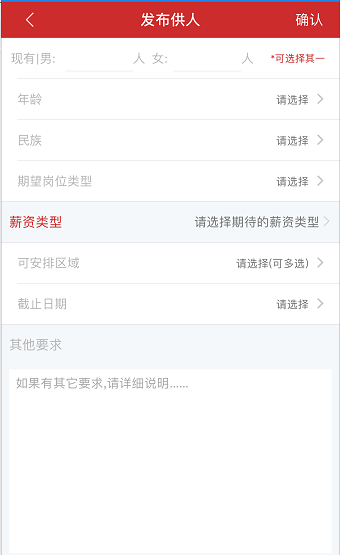 发布供人 确认
现有|男: 人 女: 人 *可选择其一
年龄 请选择
民族 请选择
期望岗位类型 请选择
薪资类型 请选择期待的薪资类型
可安排区域 请选择(可多选)
截止日期 请选择
其他要求
如果有其它要求,请详细说明......